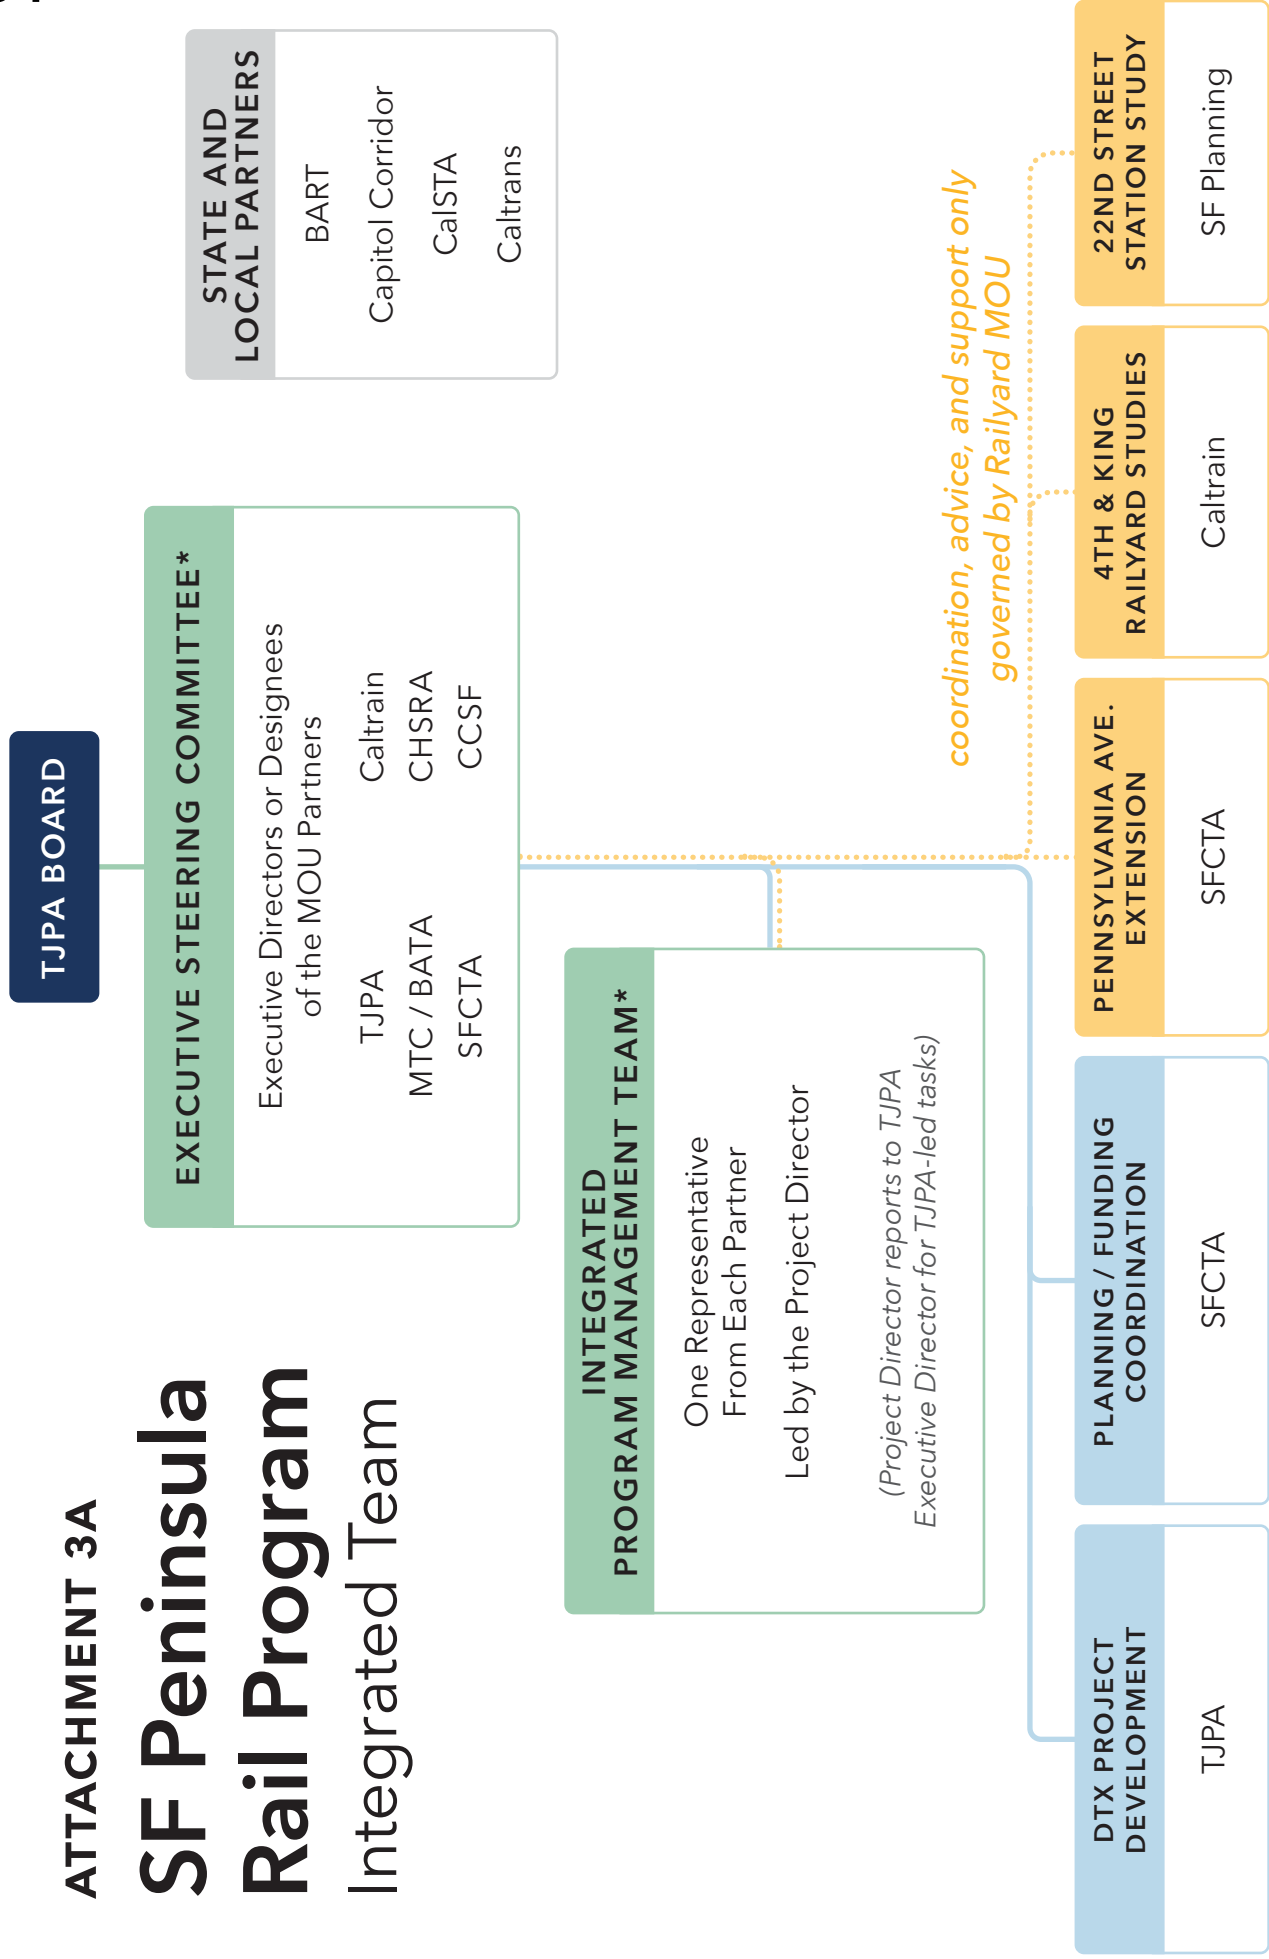 ATTACHMENT 3A
SF Peninsula
Rail Program
Integrated Team
TJPA BOARD
EXECUTIVE STEERING COMMITTEE*
Executive Directors or Designees
of the MOU Partners
TJPA
MTC / BATA
SFCTA
Caltrain
CHSRA
CCSF
STATE AND
LOCAL PARTNERS
BART
Capitol Corridor
CalSTA
Caltrans
INTEGRATED
PROGRAM MANAGEMENT TEAM*
One Representative
From Each Partner
Led by the Project Director
(Project Director reports to TJPA
Executive Director for TJPA-led tasks)
coordination, advice, and support only
governed by Railyard MOU
DTX PROJECT
DEVELOPMENT
TJPA
PLANNING / FUNDING
COORDINATION
SFCTA
PENNSYLVANIA AVE.
EXTENSION
SFCTA
4TH & KING
RAILYARD STUDIES
Caltrain
22ND STREET
STATION STUDY
SF Planning